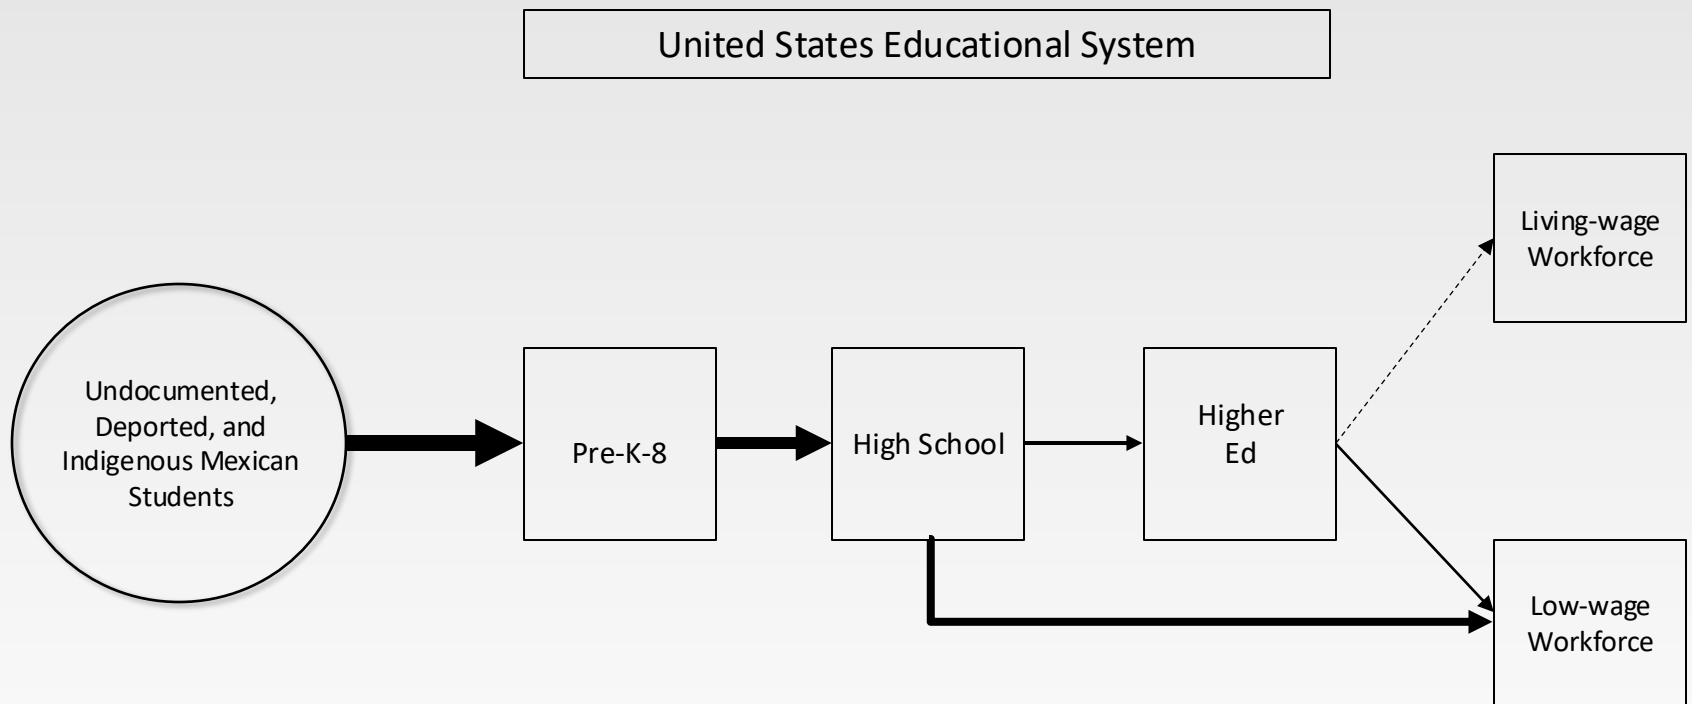 United States Educational System
Living-wage
Workforce
Undocumented,
Deported, and
Indigenous Mexican
Students
Pre-K-8
High School
Higher
Ed
Low-wage
Workforce